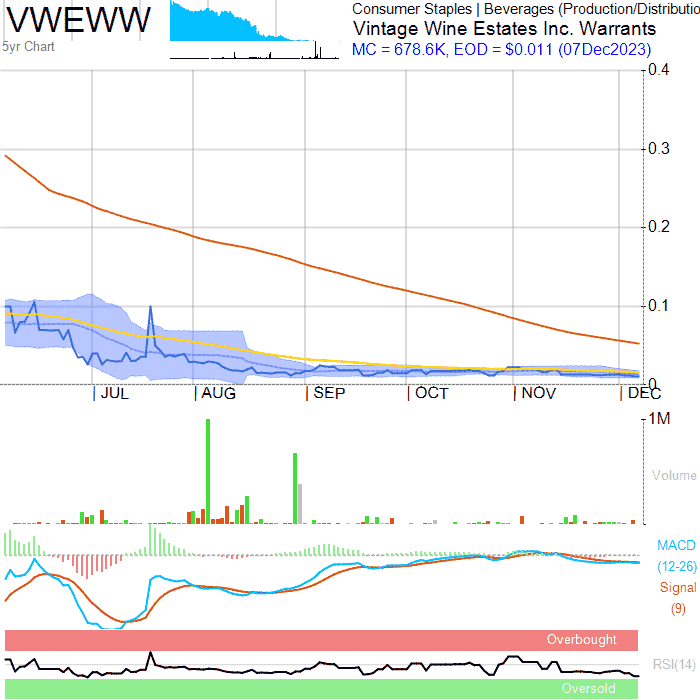 VWEWW
5yr Chart
Consumer Staples | Beverages (Production/Distributio
Vintage Wine Estates Inc. Warrants
MC = 678.6K, EOD = $0.011 (07Dec2023)
0.4
0.3
0.2
0.1
0
JUL AUG SEP OCT NOV DEC
1M
Volume
MACD
(12-26)
Signal
(9)
Overbought
RSI(14)
Oversold